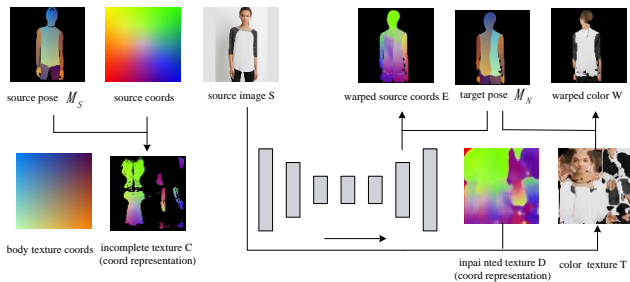 source pose M_S
source coords
source image S
warped source coords E
target pose M_N
warped color W
body texture coords
incomplete texture C
(coord representation)
inpai nted texture D
(coord representation)
color texture T